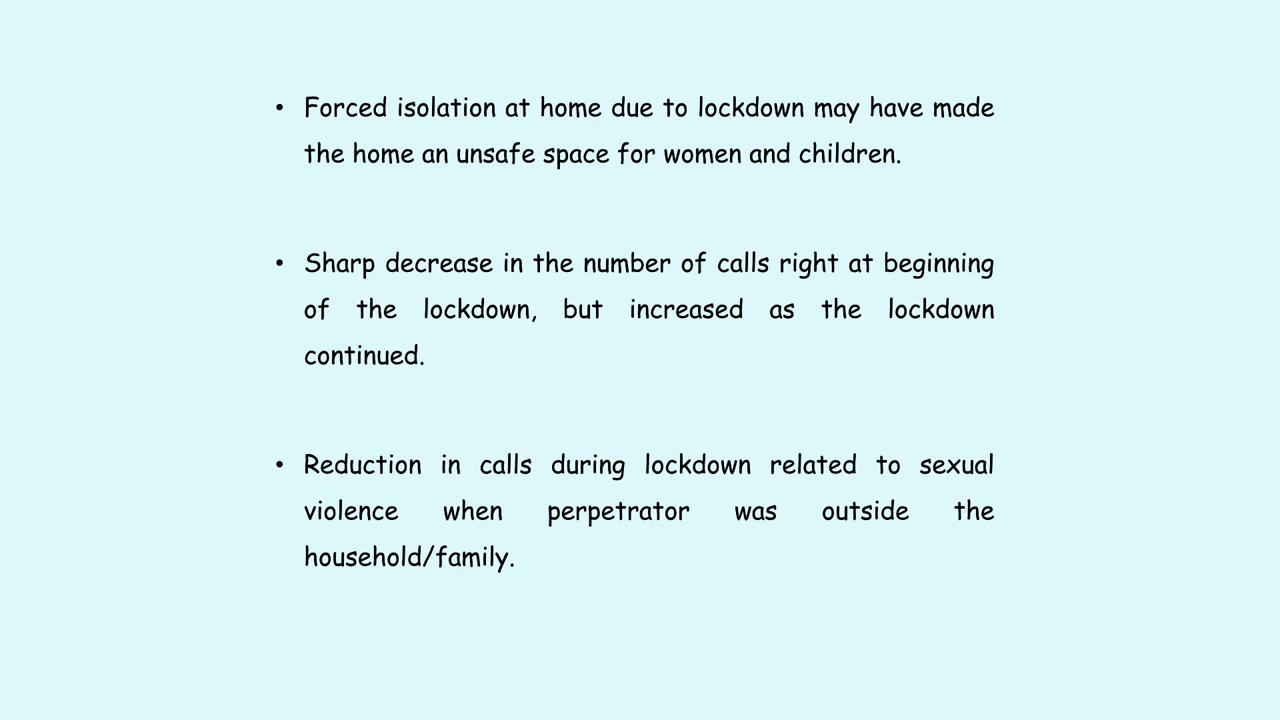 • Forced isolation at home due to lockdown may have made
the home an unsafe space for women and children.
• Sharp decrease in the number of calls right at beginning
of the lockdown, but increased as the lockdown
continued.
• Reduction in calls during lockdown related to sexual
violence when perpetrator was outside the
household/family.